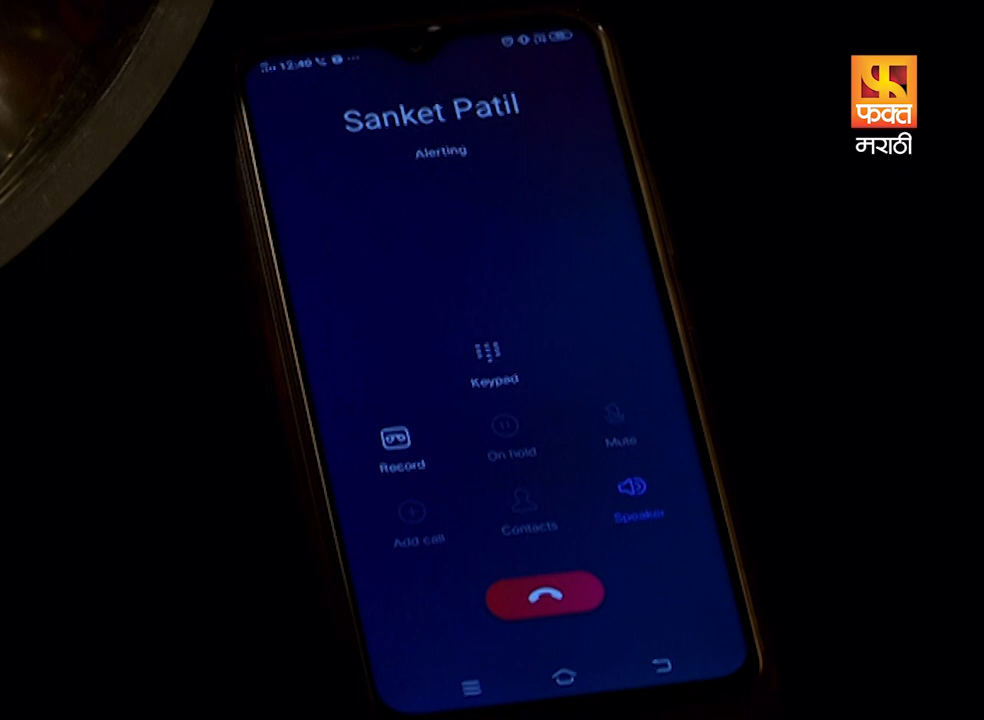 12:40
Sanket Patil
Alerting
Keypad
Record
On hold
Mute
Add call
Contacts
Speaker
फक्त
मराठी